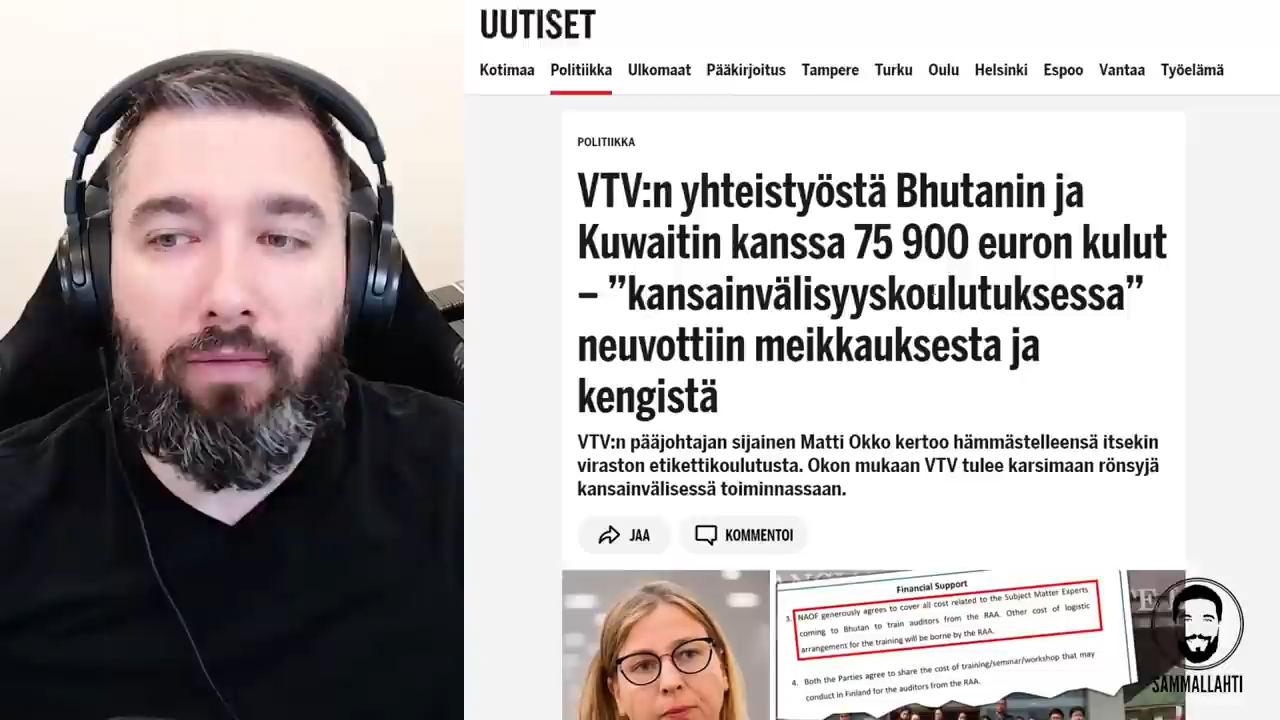 UUTISET
Kotimaa Politiikka Ulkomaat Pääkirjoitus Tampere Turku Oulu Helsinki Espoo Vantaa Työelämä
POLITIIKKA
VTV:n yhteistyöstä Bhutanin ja
Kuwaitin kanssa 75 900 euron kulut
– ”kansainvälisyyskoulutuksessa”
neuvottiin meikkauksesta ja
kengistä
VTV:n pääjohtajan sijainen Matti Okko kertoo hämmästelleensä itsekin
viraston etikettikoulutusta. Okon mukaan VTV tulee karsimaan rönsyjä
kansainvälisessä toiminnassaan.
JAA KOMMENTOI
Financial Support
3. NAOF generously agrees to cover all cost related to the Subject Matter Experts
coming to Bhutan to train auditors from the RAA. Other cost of logistic
arrangement for the training will be borne by the RAA.
4. Both the Parties agree to share the cost of training/seminar/workshop that may
conduct in Finland for the auditors from the RAA.
SAMMALLAHTI